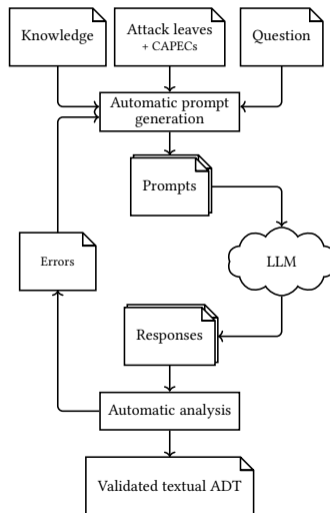 Knowledge
Attack leaves
+ CAPECs
Question
Automatic prompt
generation
Prompts
Errors
LLM
Responses
Automatic analysis
Validated textual ADT